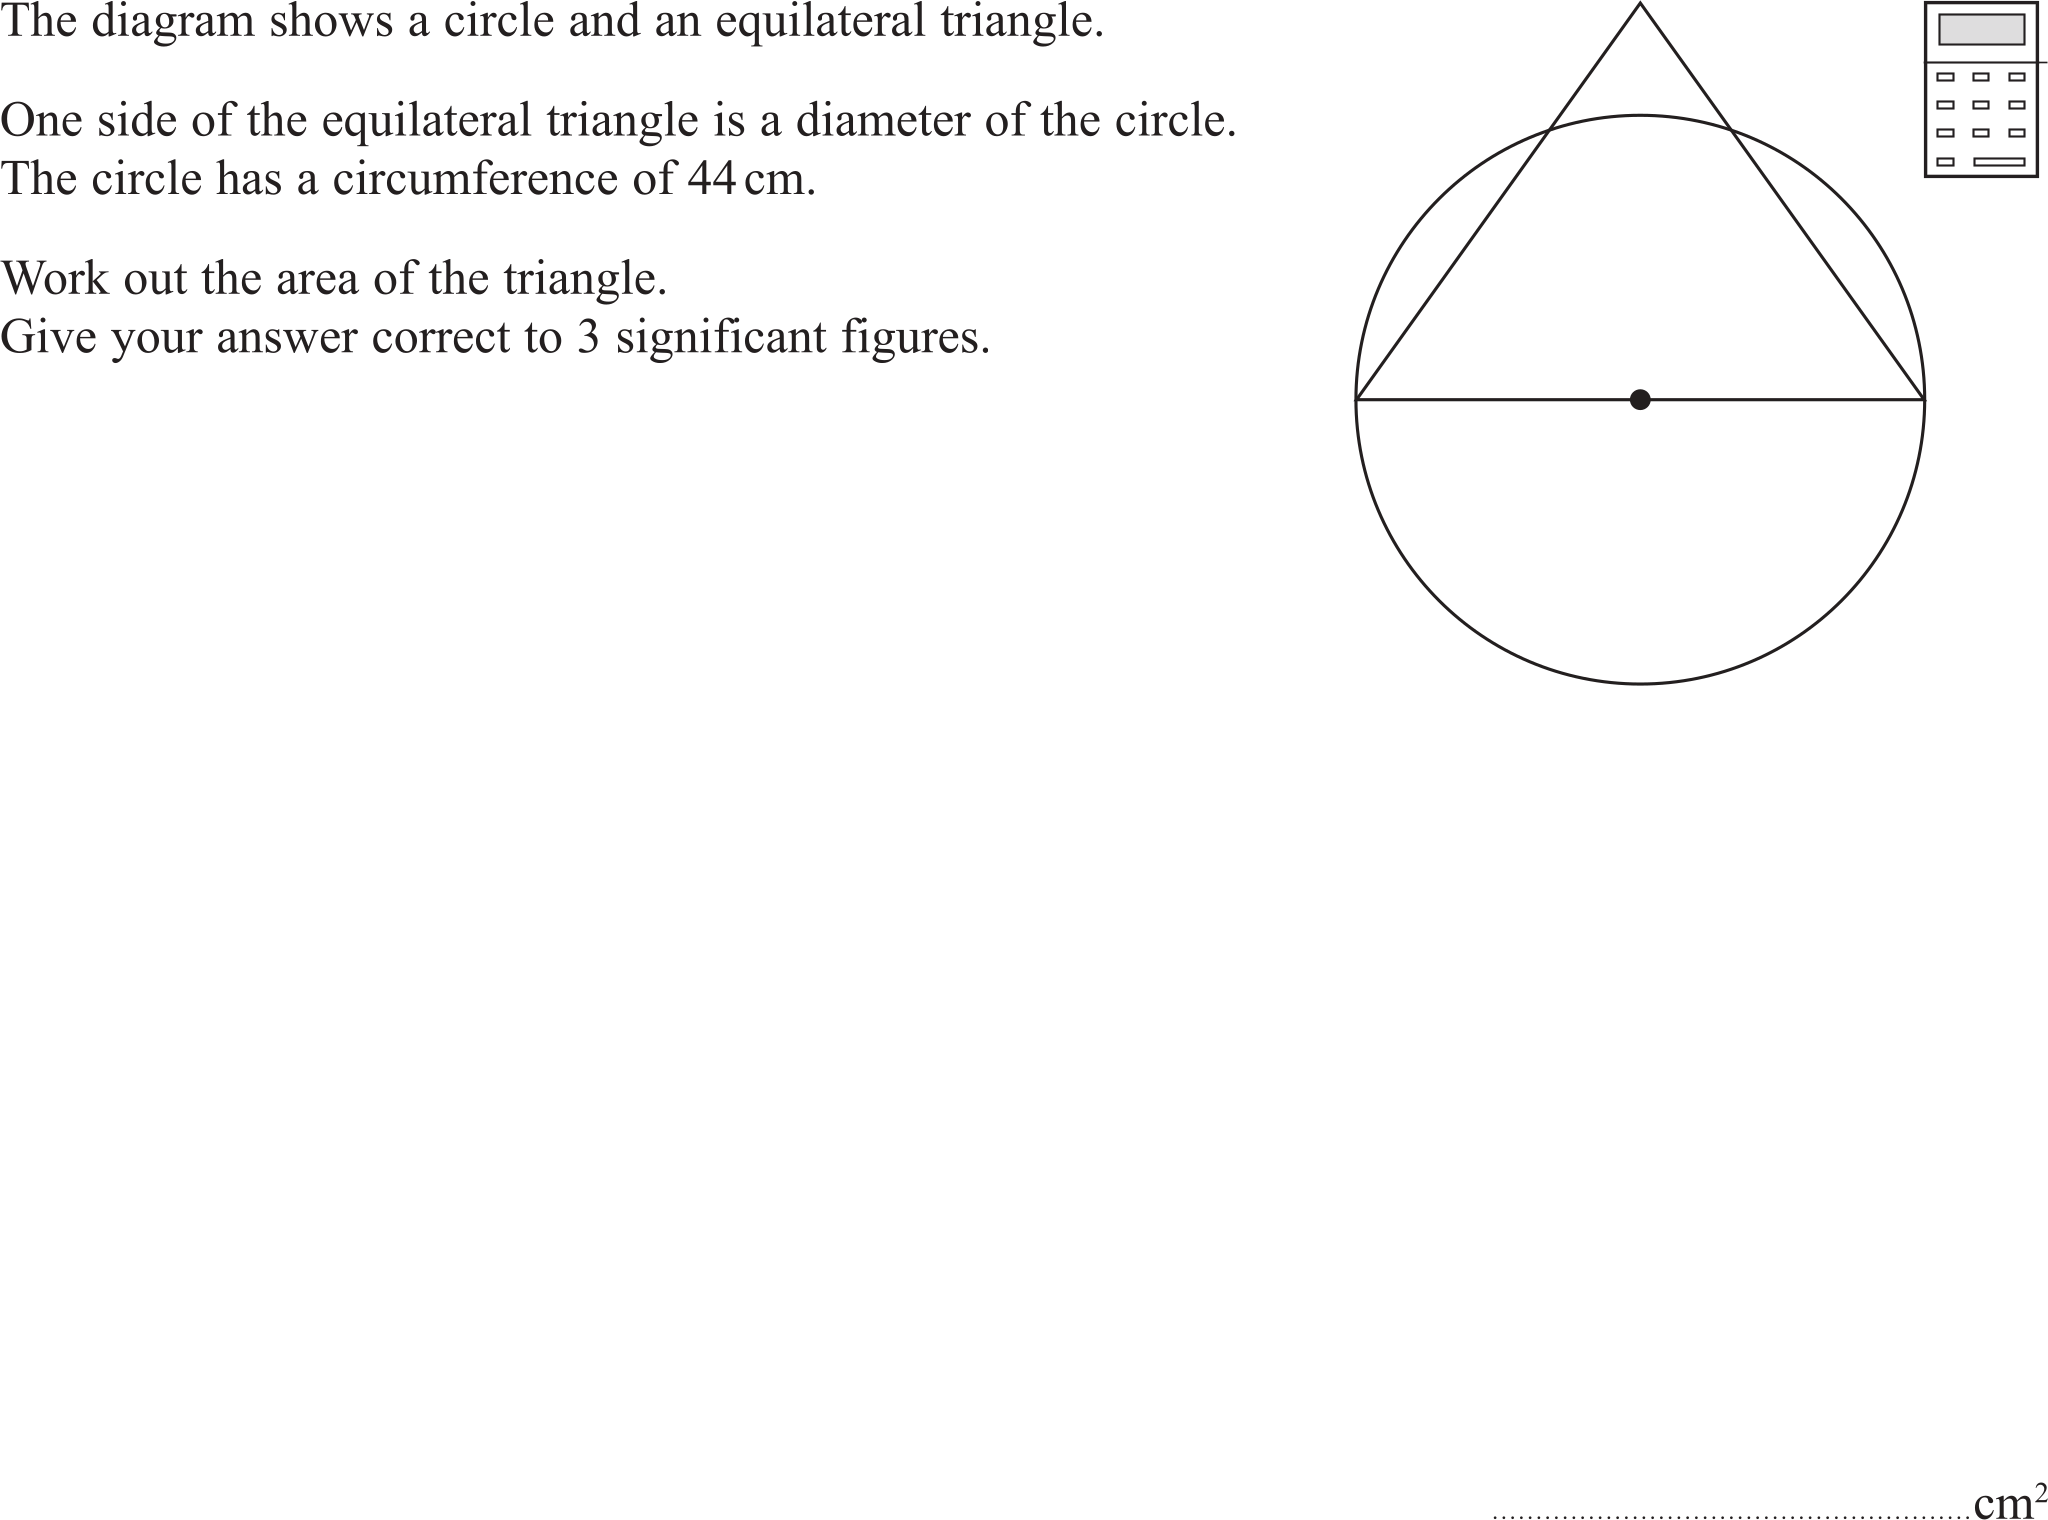 The diagram shows a circle and an equilateral triangle.
One side of the equilateral triangle is a diameter of the circle.
The circle has a circumference of 44 cm.
Work out the area of the triangle.
Give your answer correct to 3 significant figures.
........................................................ cm²